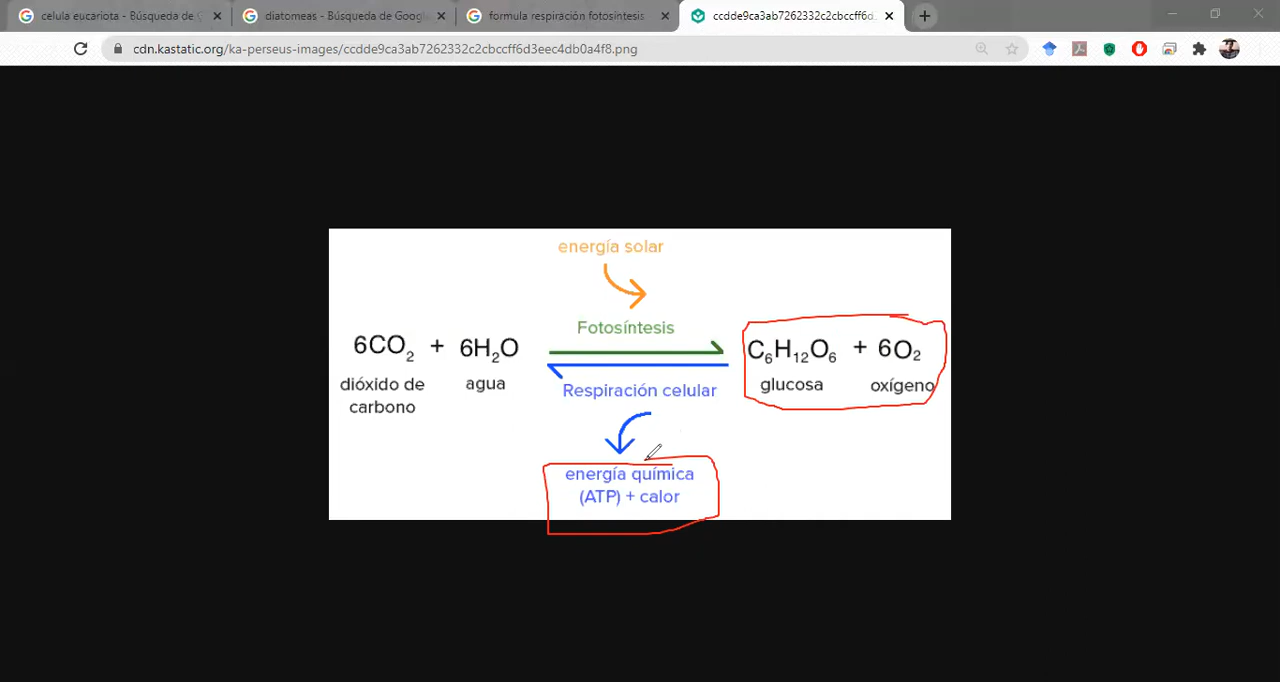 celula eucariota - Búsqueda de G
diatomeas - Búsqueda de Google
formula respiración fotosíntesis
ccdde9ca3ab7262332c2cbccff6d
cdn.kastatic.org/ka-perseus-images/ccdde9ca3ab7262332c2cbccff6d3eec4db0a4f8.png
energía solar
Fotosíntesis
6CO₂ + 6H₂O
C₆H₁₂O₆ + 6O₂
dióxido de carbono
agua
glucosa
oxígeno
Respiración celular
energía química
(ATP) + calor